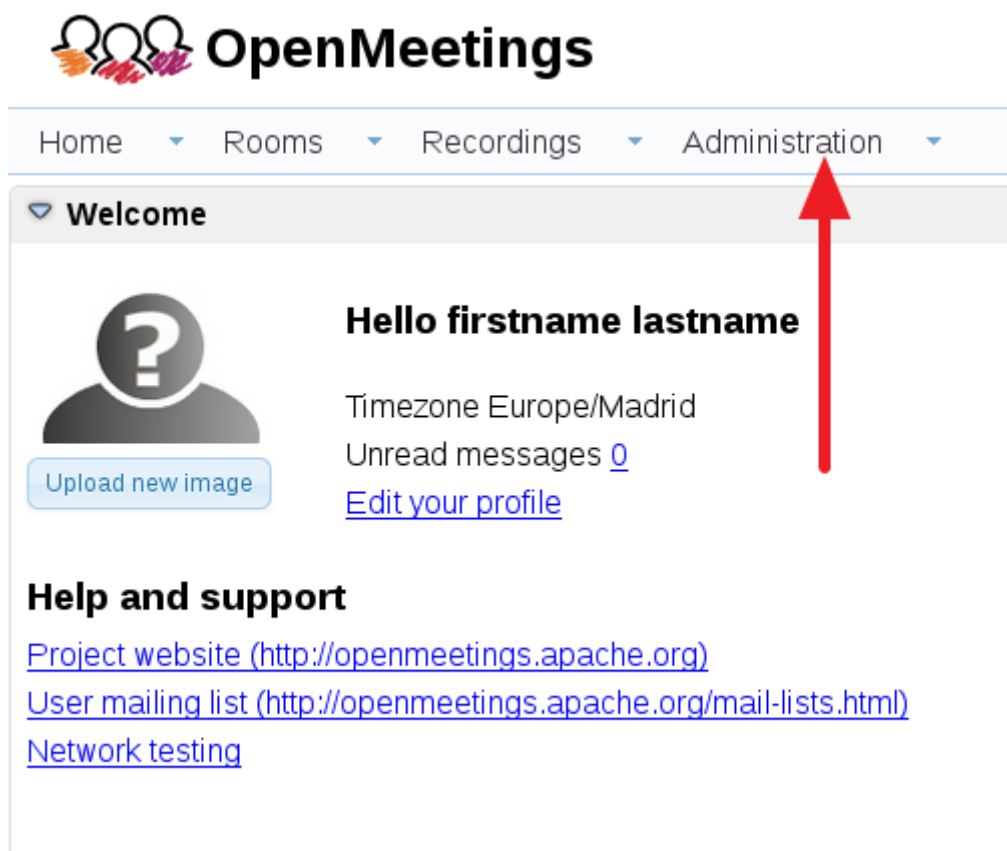 OpenMeetings
Home Rooms Recordings Administration
Welcome
Hello firstname lastname
Timezone Europe/Madrid
Unread messages 0
Edit your profile
Upload new image
Help and support
Project website (http://openmeetings.apache.org)
User mailing list (http://openmeetings.apache.org/mail-lists.html)
Network testing